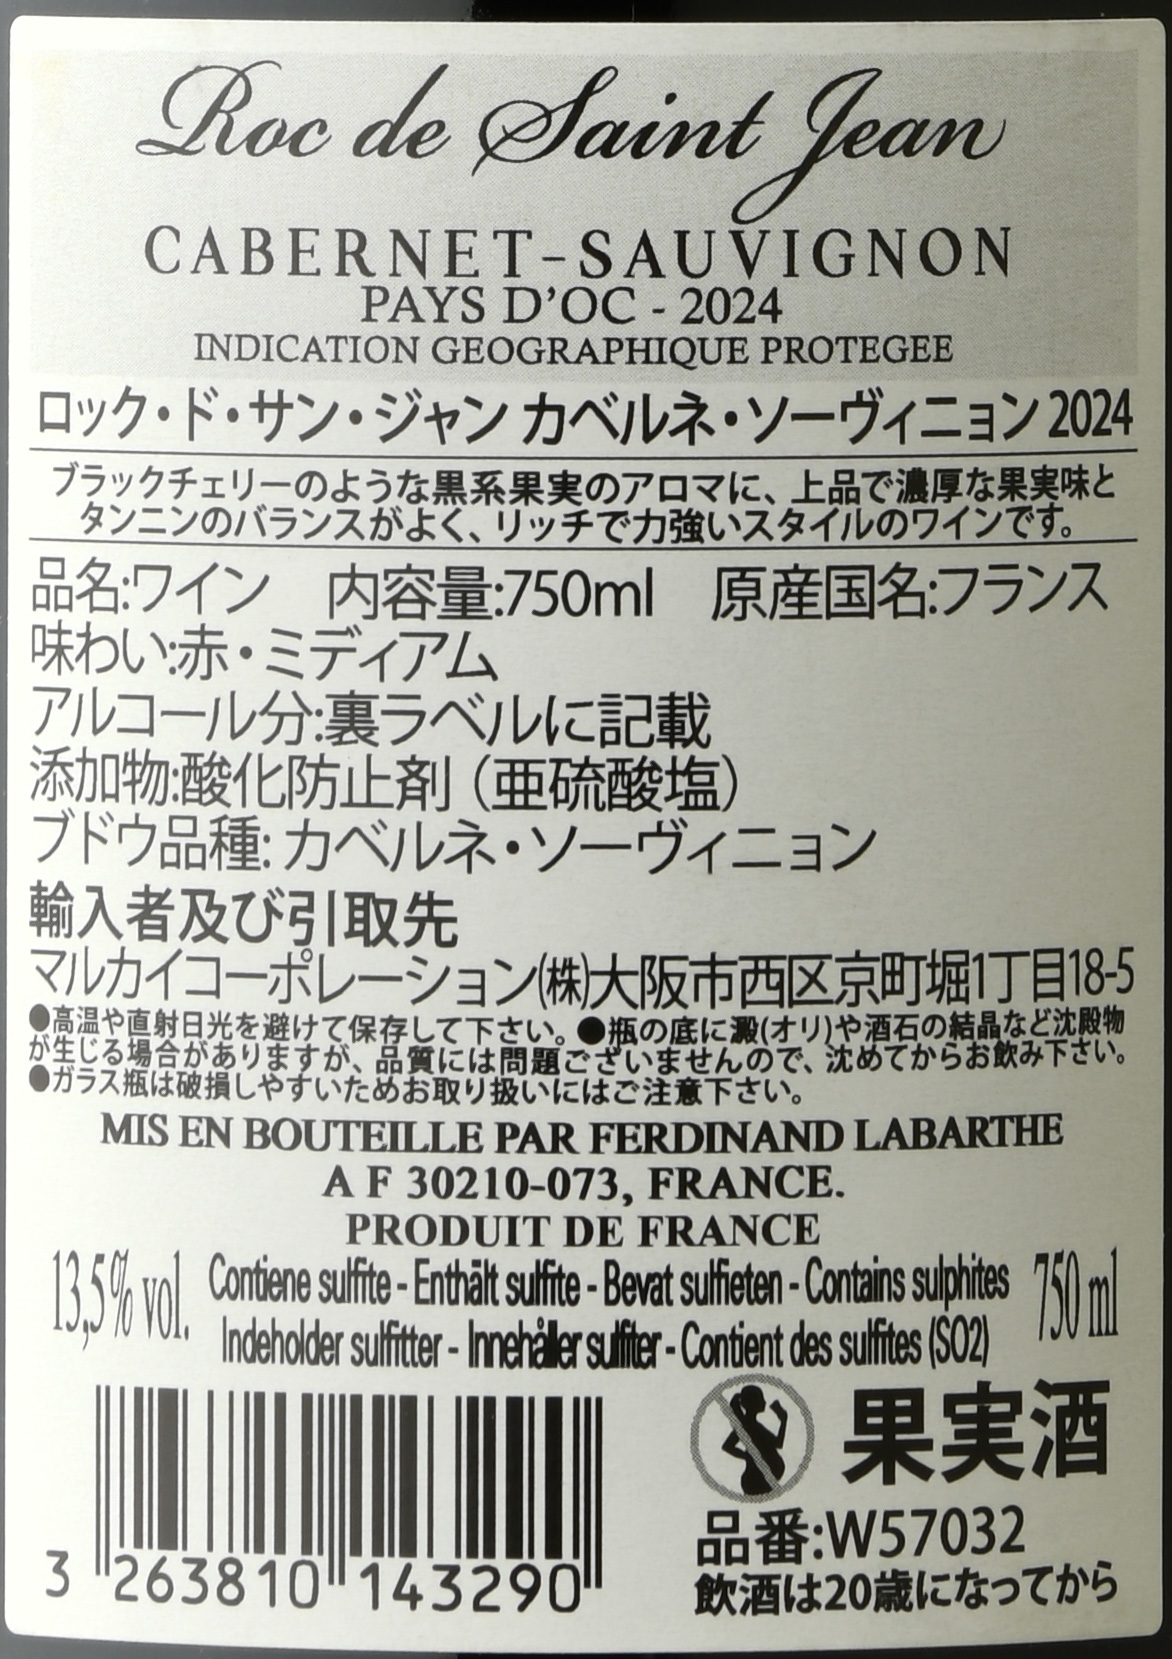 Roc de Saint Jean
CABERNET-SAUVIGNON
PAYS D'OC - 2024
INDICATION GEOGRAPHIQUE PROTEGEE
ロック・ド・サン・ジャン カベルネ・ソーヴィニョン 2024
ブラックチェリーのような黒系果実のアロマに、上品で濃厚な果実味と
タンニンのバランスがよく、リッチで力強いスタイルのワインです。
品名:ワイン 内容量:750ml 原産国名:フランス
味わい:赤・ミディアム
アルコール分:裏ラベルに記載
添加物:酸化防止剤（亜硫酸塩）
ブドウ品種: カベルネ・ソーヴィニョン
輸入者及び引取先
マルカイコーポレーション(株)大阪市西区京町堀1丁目18-5
●高温や直射日光を避けて保存して下さい。●瓶の底に澱(オリ)や酒石の結晶など沈殿物
が生じる場合がありますが、品質には問題ございませんので、沈めてからお飲み下さい。
●ガラス瓶は破損しやすいためお取り扱いにはご注意下さい。
MIS EN BOUTEILLE PAR FERDINAND LABARTHE
A F 30210-073, FRANCE.
PRODUIT DE FRANCE
13,5% vol. Contiene sulfite - Enthält sulfite - Bevat sulfieten - Contains sulphites 750 ml
Indeholder sulfitter - Innehåller sulfiter - Contient des sulfites (SO2)
果実酒
品番:W57032
飲酒は20歳になってから
3 263810 143290